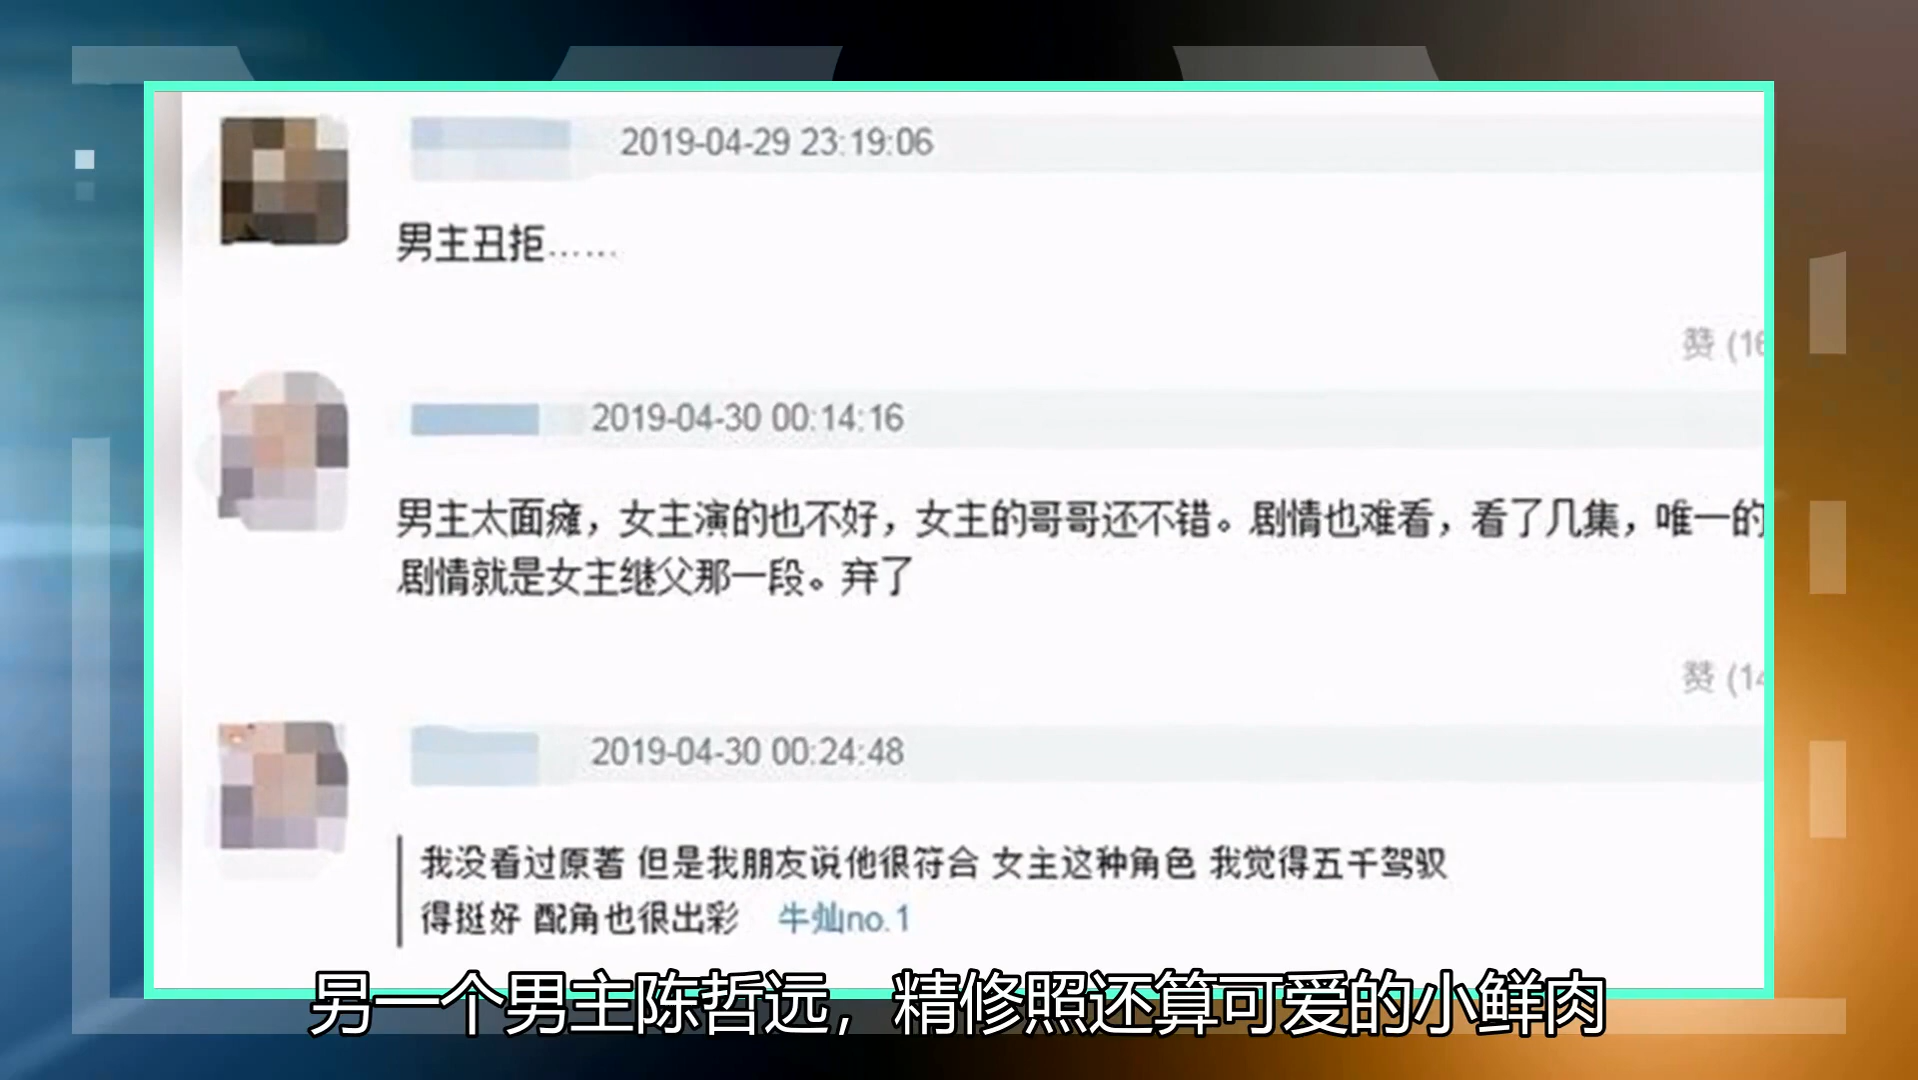 2019-04-29 23:19:06
男主丑拒……
赞 (16
2019-04-30 00:14:16
男主太面瘫，女主演的也不好，女主的哥哥还不错。剧情也难看，看了几集，唯一的
剧情就是女主继父那一段。弃了
赞 (14
2019-04-30 00:24:48
我没看过原著 但是我朋友说他很符合 女主这种角色 我觉得五千驾驭
得挺好 配角也很出彩 牛灿no.1
另一个男主陈哲远，精修照还算可爱的小鲜肉